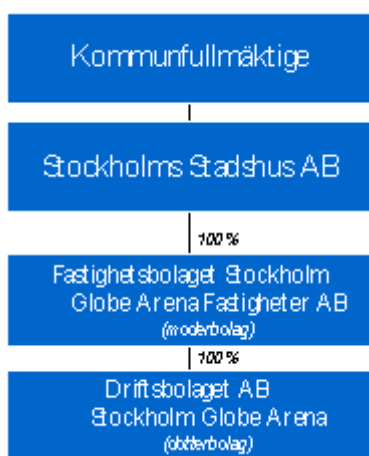 Kommunfullmäktige
Stockholms Stadshus AB
100%
Fastighetsbolaget Stockholm
Globe Arena Fastigheter AB
(moderbolag)
100%
Driftsbolaget AB
Stockholm Globe Arena
(dotterbolag)